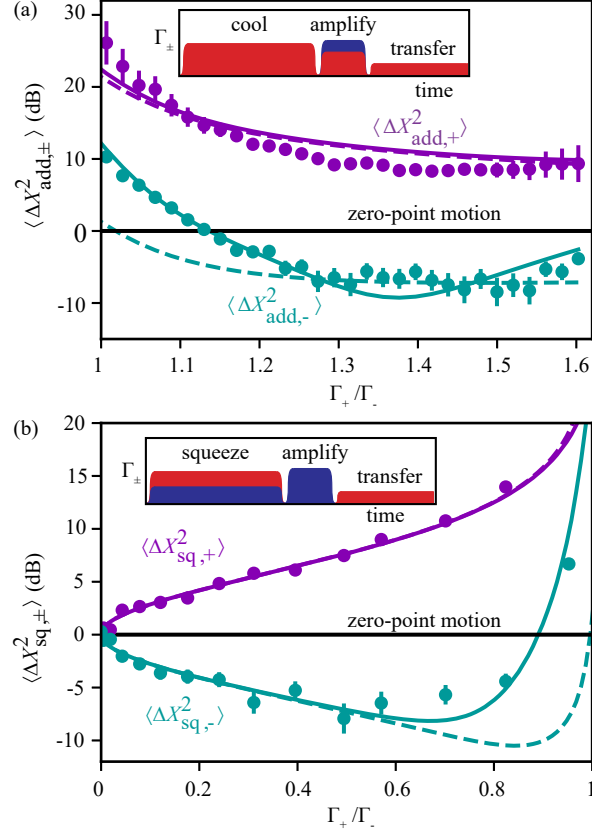 (a)
cool
amplify
transfer
Γ±
time
30
20
10
0
-10
⟨ΔX²add,±⟩ (dB)
⟨ΔX²add,+⟩
zero-point motion
⟨ΔX²add,-⟩
1 1.1 1.2 1.3 1.4 1.5 1.6
Γ+/Γ-
(b)
squeeze
amplify
transfer
Γ±
time
20
15
10
5
0
-5
-10
⟨ΔX²sq,±⟩ (dB)
⟨ΔX²sq,+⟩
zero-point motion
⟨ΔX²sq,-⟩
0 0.2 0.4 0.6 0.8 1
Γ+/Γ-